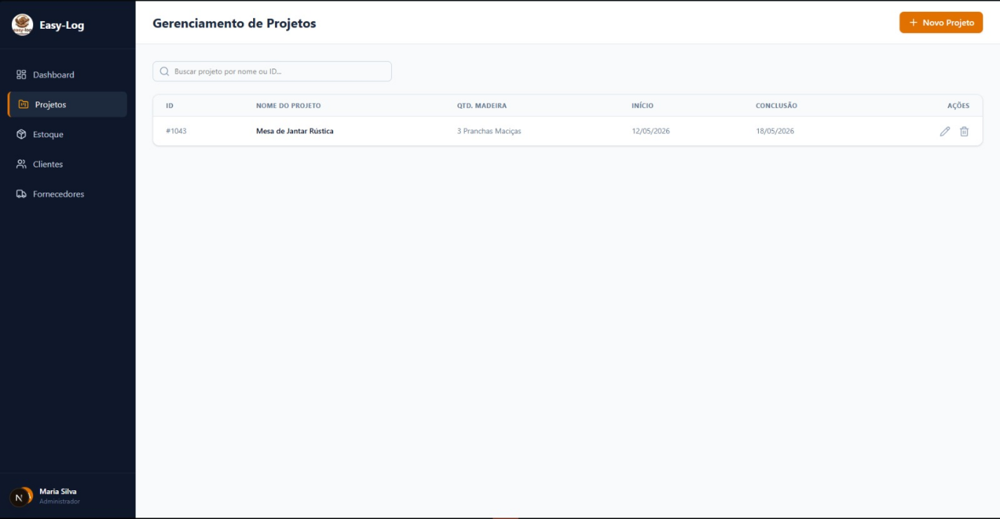 Easy-Log
Gerenciamento de Projetos
+ Novo Projeto
Dashboard
Projetos
Estoque
Clientes
Fornecedores
Buscar projeto por nome ou ID...
ID NOME DO PROJETO QTD. MADEIRA INÍCIO CONCLUSÃO AÇÕES
#1043 Mesa de Jantar Rústica 3 Pranchas Maciças 12/05/2026 18/05/2026
N
Maria Silva
Administrador